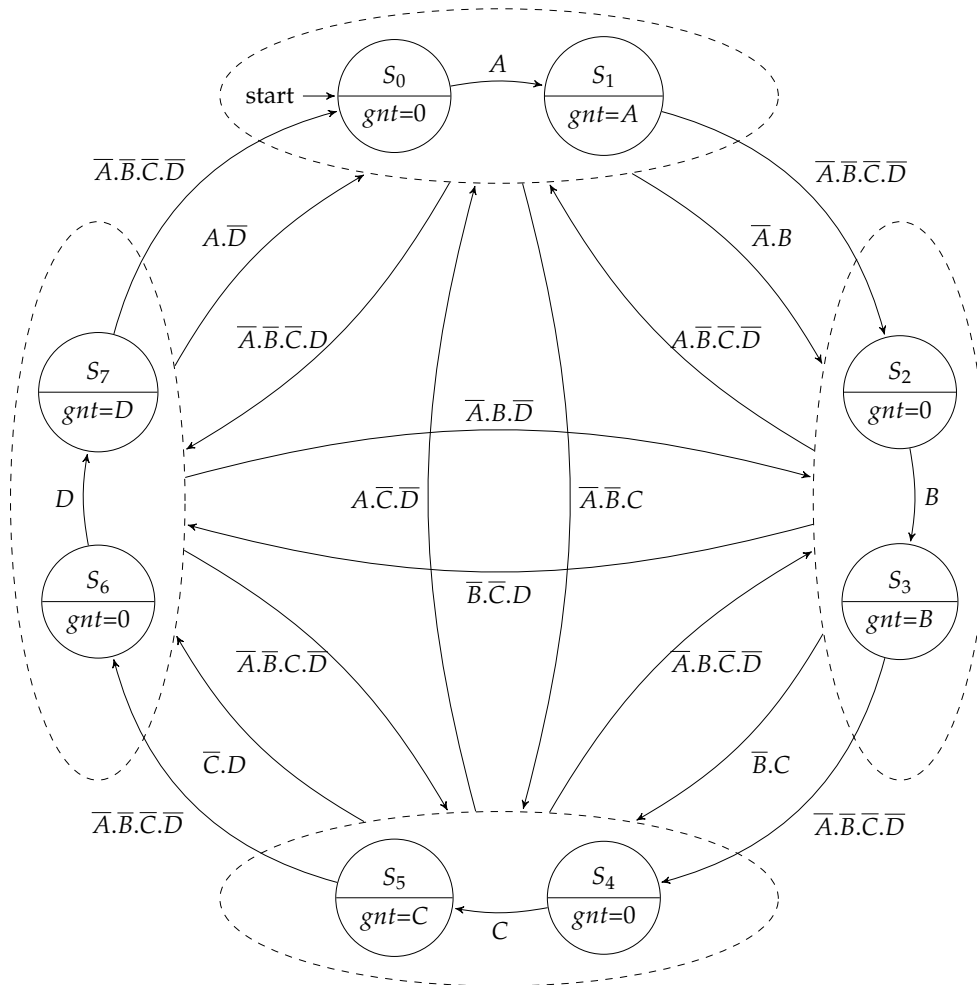 A
S₀
S₁
start
gnt=0
gnt=A
A̅.B̅.C̅.D̅
A̅.B̅.C̅.D̅
A.D̅
A̅.B
A̅.B̅.C̅.D
A.B̅.C̅.D̅
S₇
S₂
gnt=D
gnt=0
A̅.B.D̅
D
A.C̅.D̅
A̅.B̅.C
B
S₆
S₃
B̅.C̅.D
gnt=0
gnt=B
A̅.B̅.C.D̅
A̅.B.C̅.D̅
C̅.D
B̅.C
A̅.B̅.C̅.D̅
A̅.B̅.C̅.D̅
S₅
S₄
gnt=C
gnt=0
C